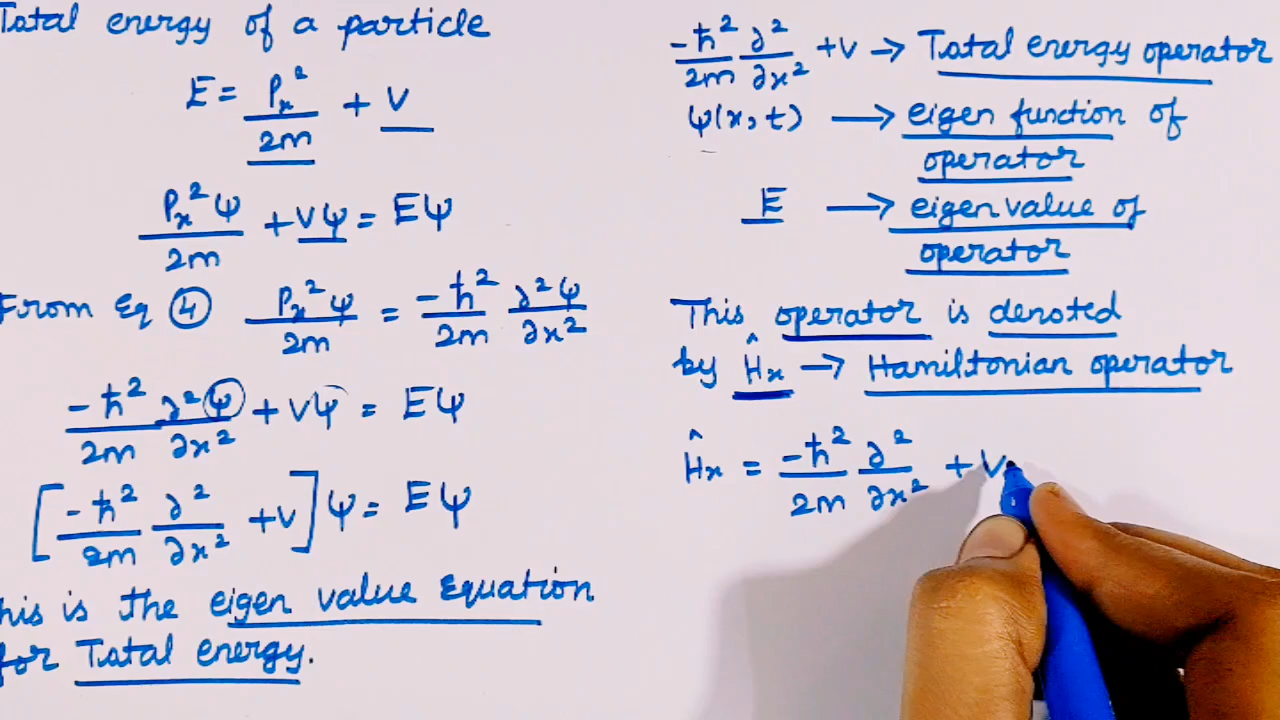 Total energy of a particle
E = Pₓ²/2m + V
Pₓ²ψ/2m + Vψ = Eψ
From Eq ④ Pₓ²ψ/2m = -ħ²/2m ∂²ψ/∂x²
-ħ²/2m ∂²ψ/∂x² + Vψ = Eψ
[-ħ²/2m ∂²/∂x² + V]ψ = Eψ
his is the eigen value Equation
for Total energy.
-ħ²/2m ∂²/∂x² + V → Total energy operator
ψ(x, t) → eigen function of
operator
E → eigen value of
operator
This operator is denoted
by Ĥₓ → Hamiltonian operator
Ĥₓ = -ħ²/2m ∂²/∂x² + V